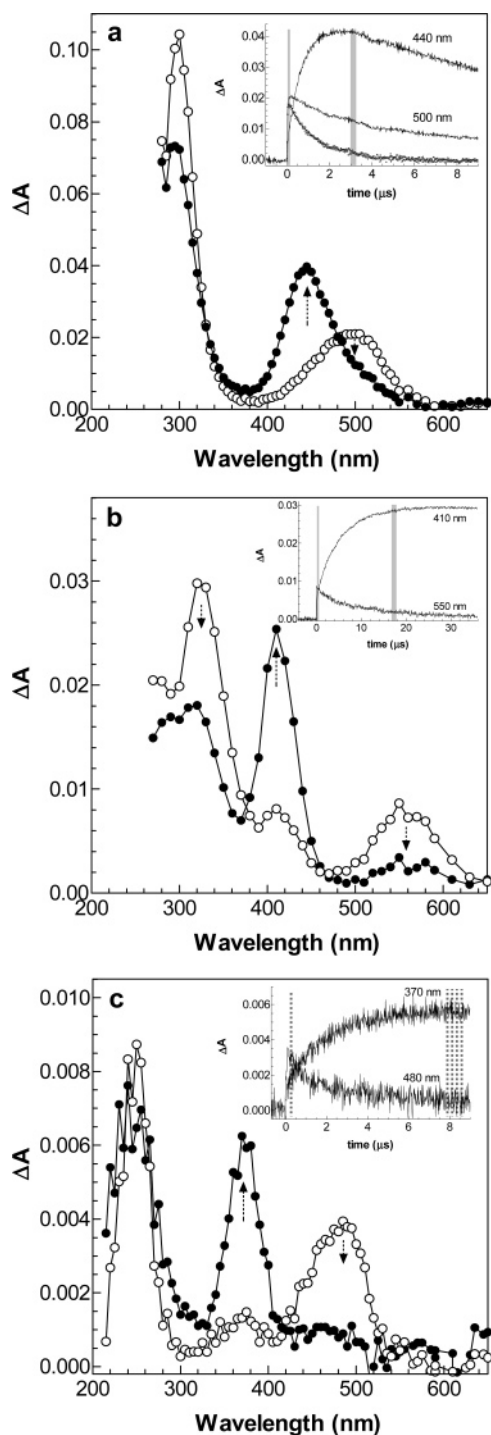 a
0.10
0.08
0.06
0.04
0.02
0.00
ΔA
200 300 400 500 600
Wavelength (nm)
0.04
0.03
0.02
0.01
0.00
ΔA
440 nm
500 nm
0 2 4 6 8
time (μs)
b
0.03
0.02
0.01
0.00
ΔA
200 300 400 500 600
Wavelength (nm)
0.03
0.02
0.01
0.00
ΔA
410 nm
550 nm
0 10 20 30
time (μs)
c
0.010
0.008
0.006
0.004
0.002
0.000
ΔA
200 300 400 500 600
Wavelength (nm)
0.006
0.004
0.002
0.000
ΔA
370 nm
480 nm
0 2 4 6 8
time (μs)